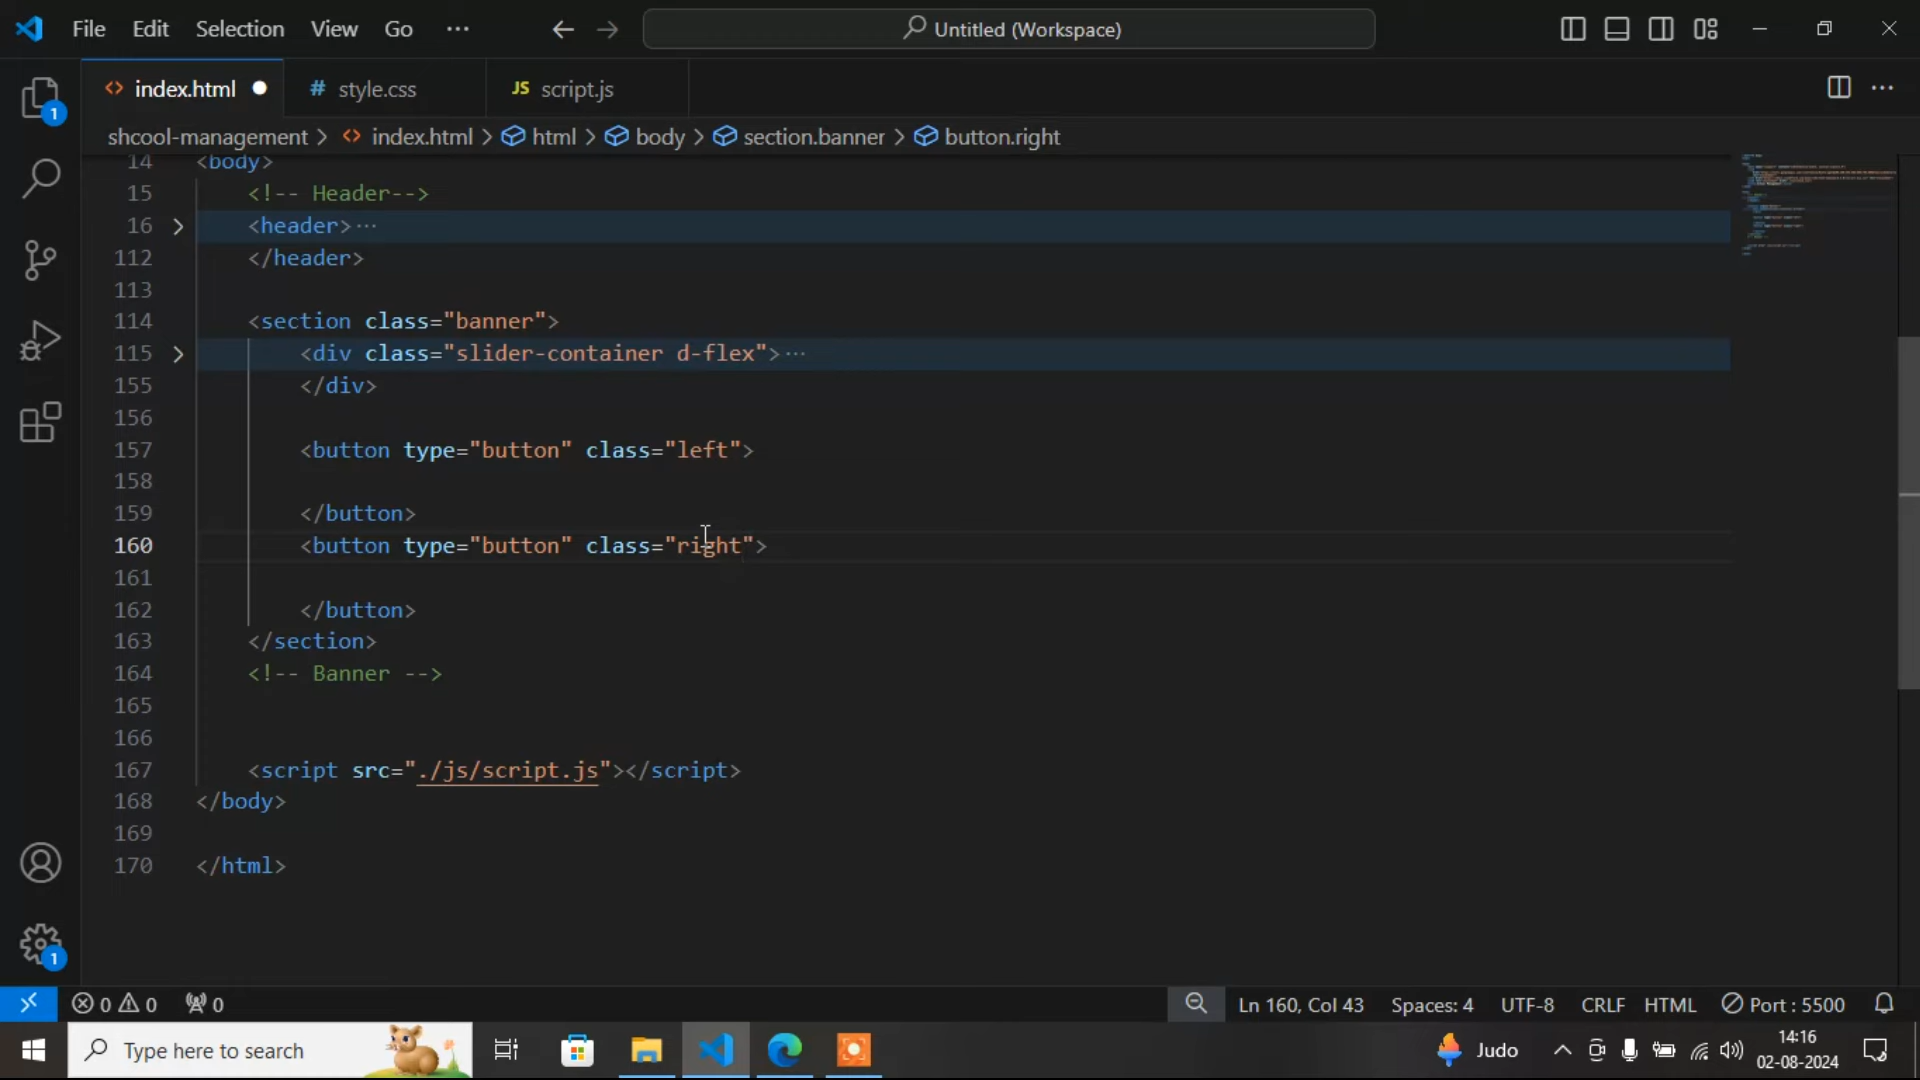 File Edit Selection View Go ··· Untitled (Workspace)
index.html # style.css JS script.js
shcool-management > index.html > html > body > section.banner > button.right
14 <body>
15 <!-- Header-->
16 <header>···
112 </header>
113
114 <section class="banner">
115 <div class="slider-container d-flex">···
155 </div>
156
157 <button type="button" class="left">
158
159 </button>
160 <button type="button" class="right">
161
162 </button>
163 </section>
164 <!-- Banner -->
165
166
167 <script src="./js/script.js"></script>
168 </body>
169
170 </html>
1
1
0 0 0 Ln 160, Col 43 Spaces: 4 UTF-8 CRLF HTML Port : 5500
Type here to search Judo 14:16
02-08-2024